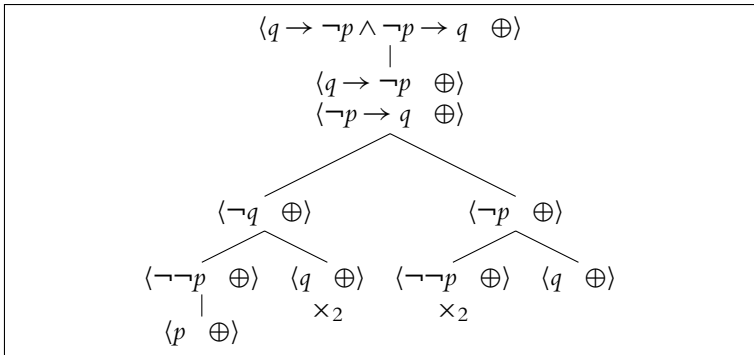 ⟨q → ¬p ∧ ¬p → q ⊕⟩
⟨q → ¬p ⊕⟩
⟨¬p → q ⊕⟩
⟨¬q ⊕⟩ ⟨¬p ⊕⟩
⟨¬¬p ⊕⟩ ⟨q ⊕⟩ ⟨¬¬p ⊕⟩ ⟨q ⊕⟩
×₂ ×₂
⟨p ⊕⟩